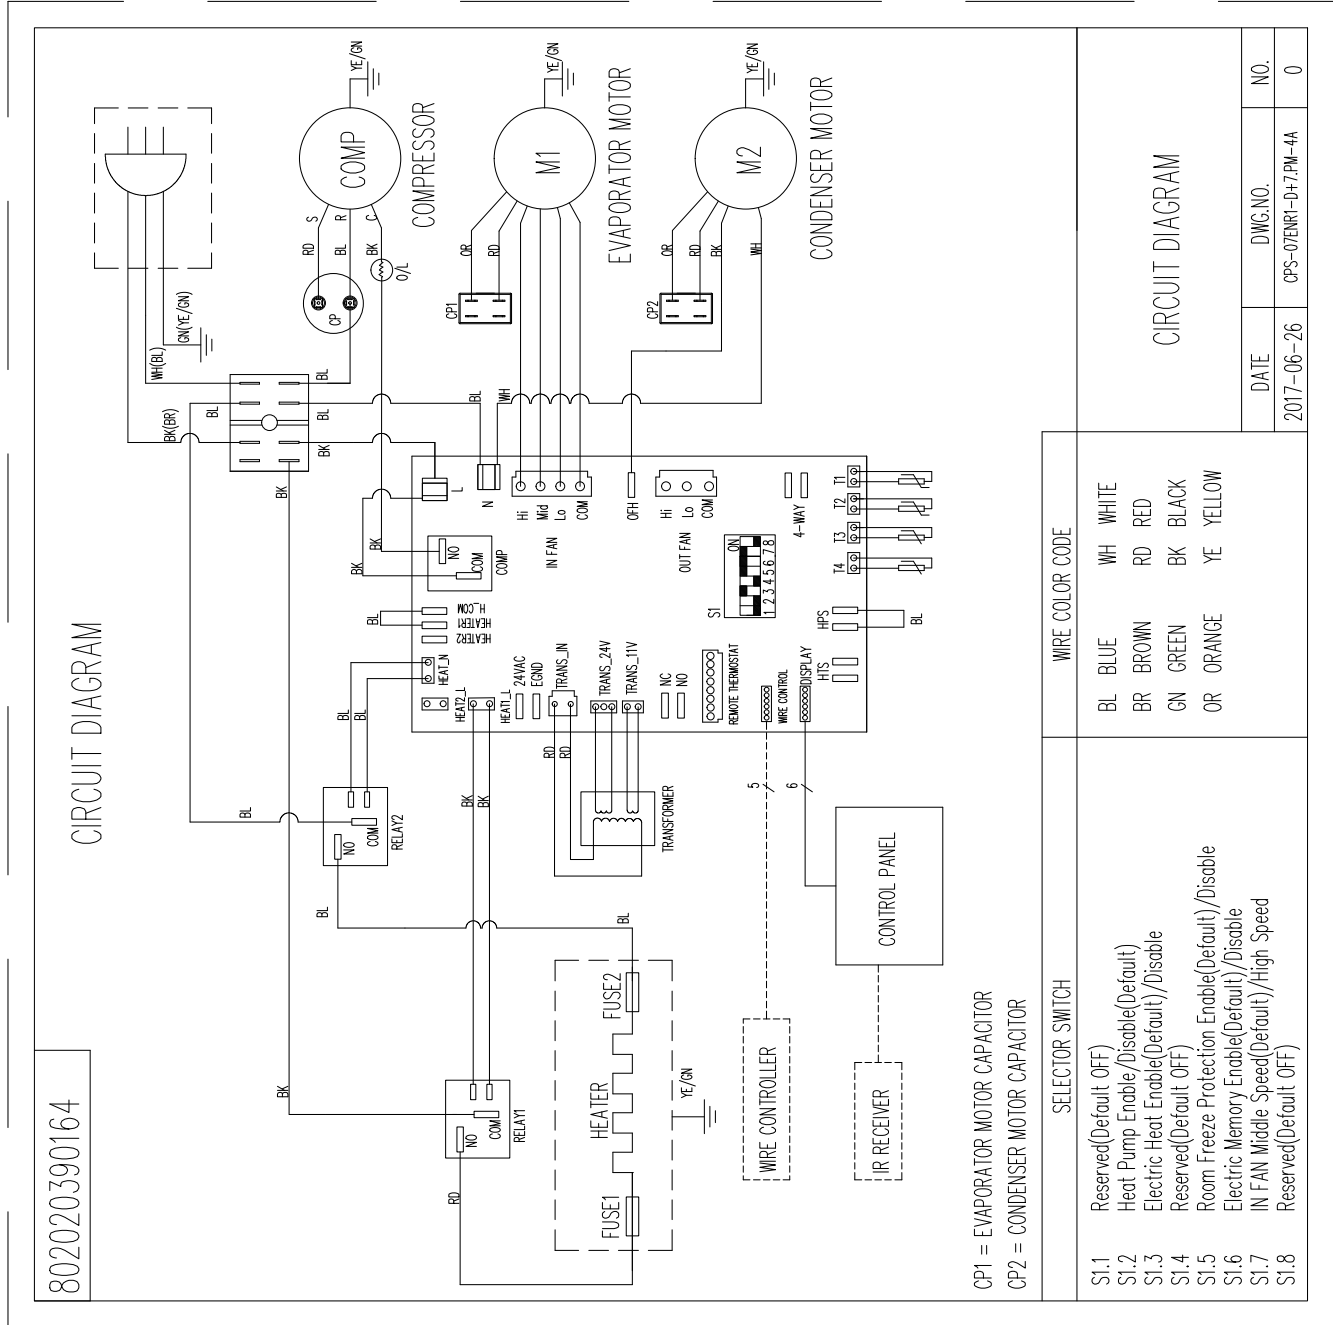 802020390164
CIRCUIT DIAGRAM
GN(YE/GN)
WH(BL)
BK(BR)
BL
BL
BL
BK
BK
YE/GN
COMP
COMPRESSOR
S
R
C
RD
BL
BK
O/L
CP
YE/GN
M1
EVAPORATOR MOTOR
OR
RD
CP1
YE/GN
M2
CONDENSER MOTOR
OR
RD
BK
WH
CP2
BL
WH
L
N
BK
BK
NO
COM
COMP
Hi
Mid
Lo
COM
IN FAN
OFH
Hi
Lo
COM
OUT FAN
4-WAY
ON
1 2 3 4 5 6 7 8
S1
T1
T2
T3
T4
HPS
BL
HTS
BL
H_COM
HEATER1
HEATER2
HEAT_N
HEAT2_L
HEAT1_L
24VAC
EGND
TRANS_IN
TRANS_24V
TRANS_11V
NC
NO
REMOTE THERMOSTAT
WIRE CONTROL
DISPLAY
BL
BL
BL
NO
COM
RELAY2
BK
BK
RD
RD
TRANSFORMER
5
6
BL
BL
BK
NO
COM
RELAY1
RD
FUSE1
HEATER
FUSE2
YE/GN
WIRE CONTROLLER
CONTROL PANEL
IR RECEIVER
CP1 = EVAPORATOR MOTOR CAPACITOR
CP2 = CONDENSER MOTOR CAPACITOR
SELECTOR SWITCH
S1.1 Reserved(Default OFF)
S1.2 Heat Pump Enable/Disable(Default)
S1.3 Electric Heat Enable(Default)/Disable
S1.4 Reserved(Default OFF)
S1.5 Room Freeze Protection Enable(Default)/Disable
S1.6 Electric Memory Enable(Default)/Disable
S1.7 IN FAN Middle Speed(Default)/High Speed
S1.8 Reserved(Default OFF)
WIRE COLOR CODE
BL BLUE WH WHITE
BR BROWN RD RED
GN GREEN BK BLACK
OR ORANGE YE YELLOW
CIRCUIT DIAGRAM
DATE DWG.NO. NO.
2017-06-26 CPS-07ENR1-D+7.PM-4A 0